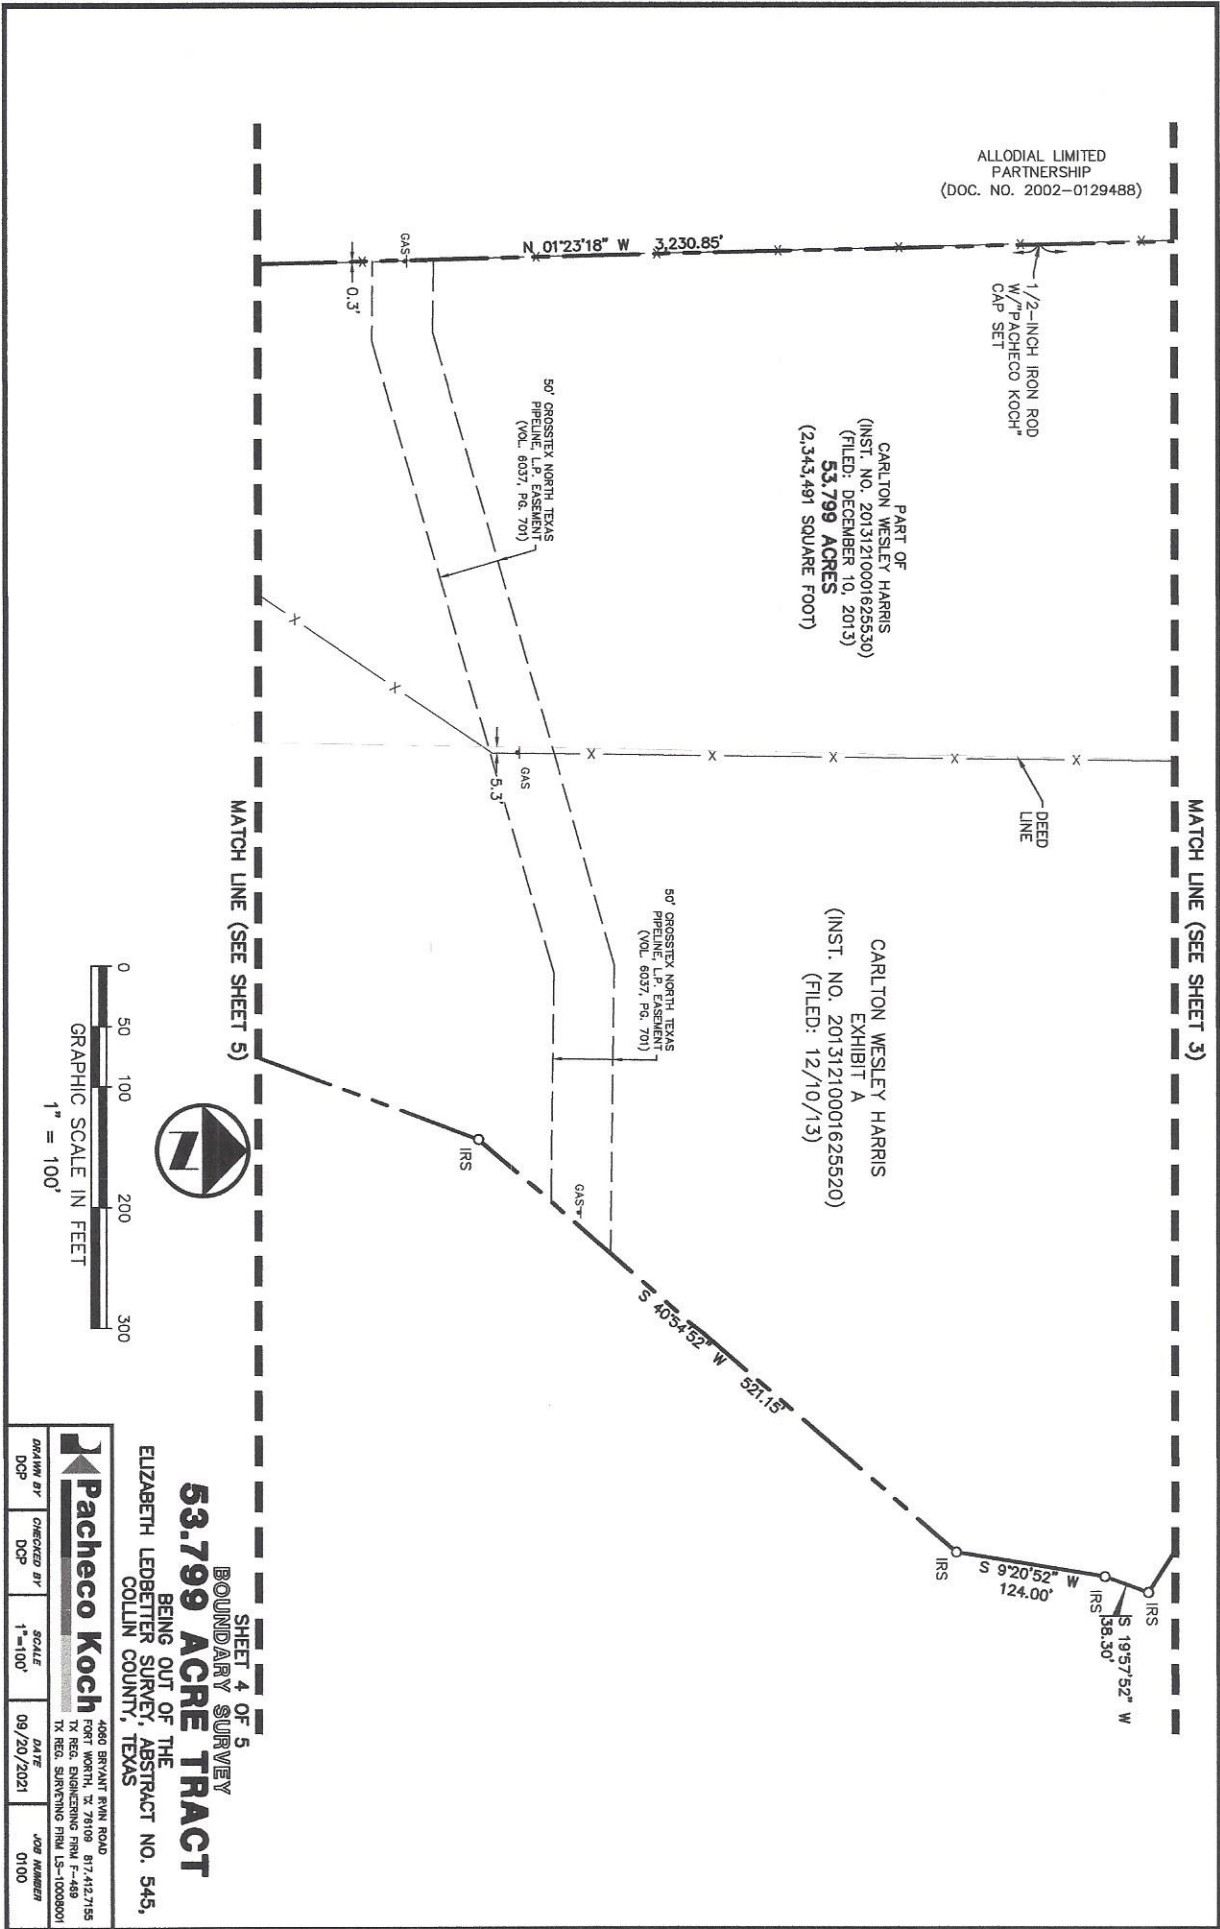 MATCH LINE (SEE SHEET 3)
ALLODIAL LIMITED
PARTNERSHIP
(DOC. NO. 2002-0129488)
1/2-INCH IRON ROD
W/"PACHECO KOCH"
CAP SET
N 01°23'18" W 3,230.85'
GAS
0.3'
PART OF
CARLTON WESLEY HARRIS
(INST. NO. 20131210001625530)
(FILED: DECEMBER 10, 2013)
53.799 ACRES
(2,343,491 SQUARE FOOT)
50' CROSSTEX NORTH TEXAS
PIPELINE, L.P. EASEMENT
(VOL. 6037, PG. 701)
DEED
LINE
GAS
5.3'
CARLTON WESLEY HARRIS
EXHIBIT A
(INST. NO. 20131210001625520)
(FILED: 12/10/13)
50' CROSSTEX NORTH TEXAS
PIPELINE, L.P. EASEMENT
(VOL. 6037, PG. 701)
GAS
IRS
S 19°57'52" W
38.30'
IRS
S 9°20'52" W
124.00'
IRS
S 40°54'52" W 521.15'
IRS
MATCH LINE (SEE SHEET 5)
N
0 50 100 200 300
GRAPHIC SCALE IN FEET
1" = 100'
SHEET 4 OF 5
BOUNDARY SURVEY
53.799 ACRE TRACT
BEING OUT OF THE
ELIZABETH LEDBETTER SURVEY, ABSTRACT NO. 545,
COLLIN COUNTY, TEXAS
Pacheco Koch
4060 BRYANT IRVIN ROAD
FORT WORTH, TX 76109 817.412.7155
TX REG. ENGINEERING FIRM F-469
TX REG. SURVEYING FIRM LS-10008001
DRAWN BY CHECKED BY SCALE DATE JOB NUMBER
DCP DCP 1"=100' 09/20/2021 0100